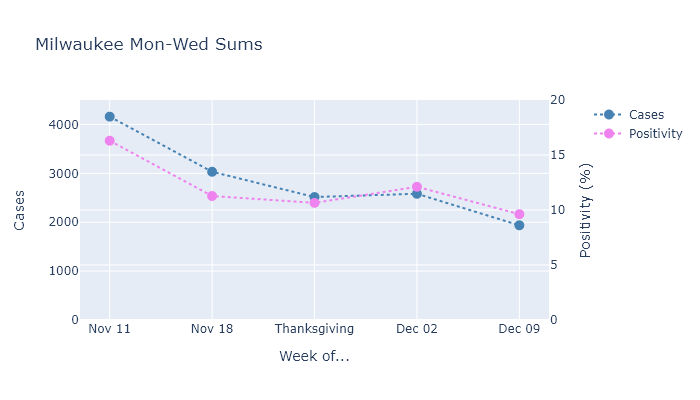 Milwaukee Mon-Wed Sums
Cases
Positivity
4000
3000
2000
1000
0
20
15
10
5
0
Cases
Positivity (%)
Nov 11
Nov 18
Thanksgiving
Dec 02
Dec 09
Week of...